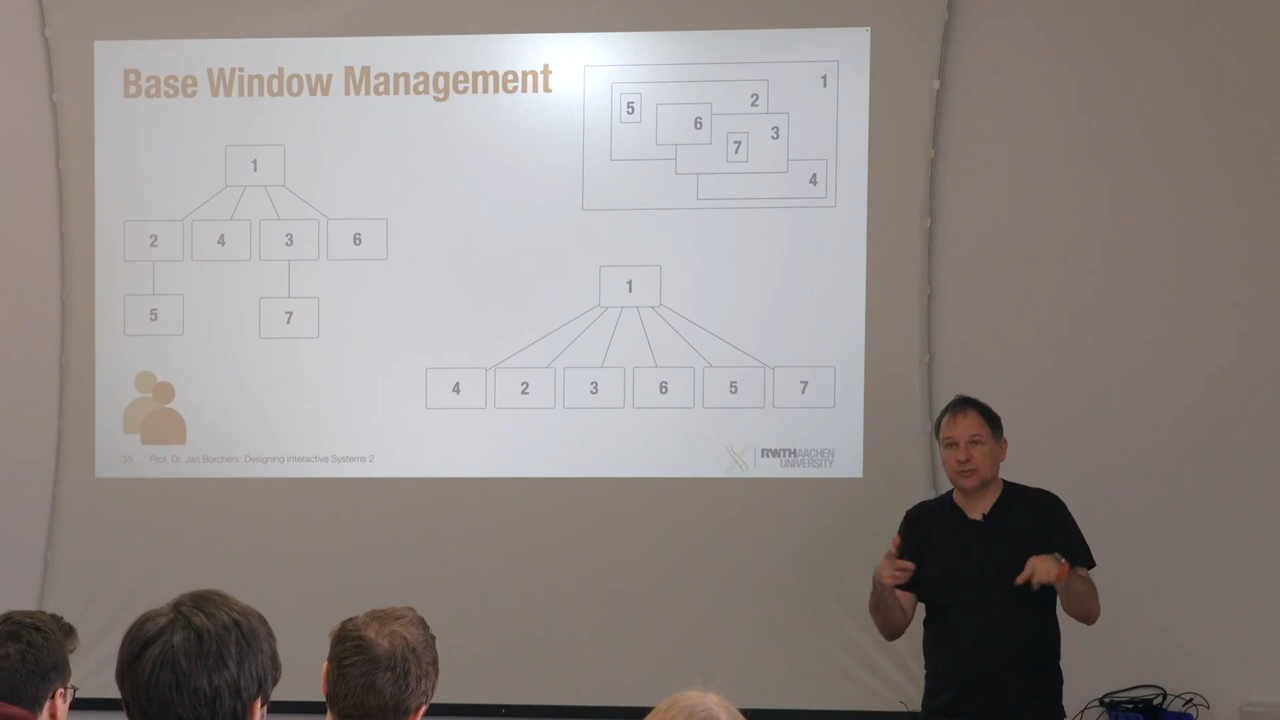 Base Window Management
1
2 4 3 6
5 7
1
5 2
6 3
7
4
1
4 2 3 6 5 7
35 Prof. Dr. Jan Borchers: Designing Interactive Systems 2
RWTHAACHEN
UNIVERSITY